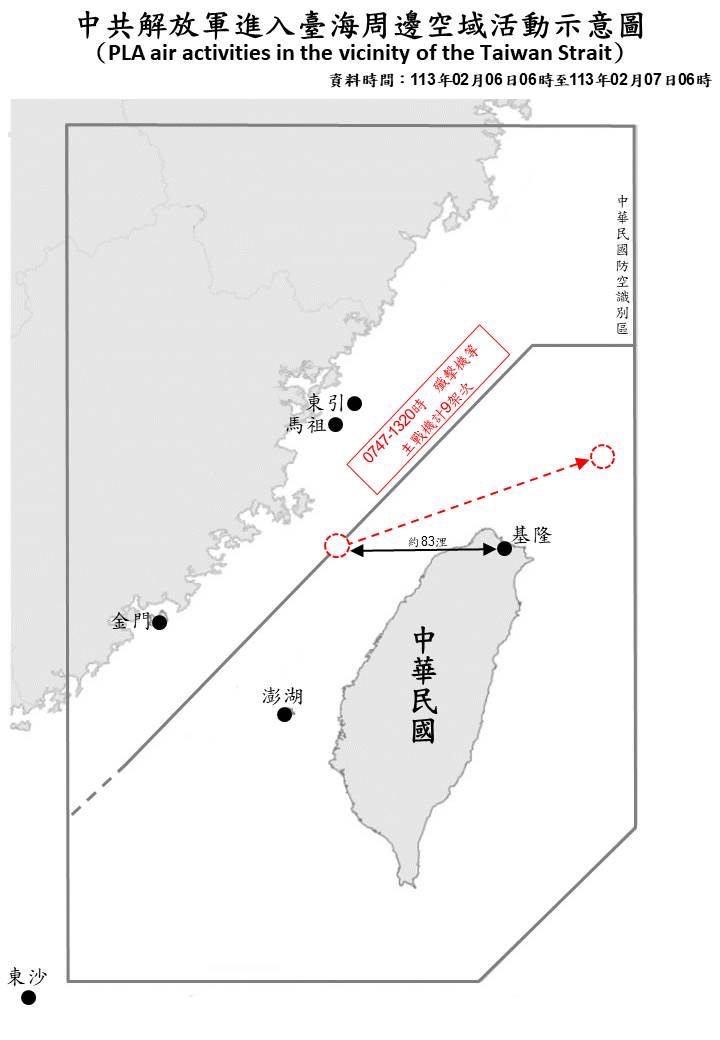 中共解放軍進入臺海周邊空域活動示意圖
（PLA air activities in the vicinity of the Taiwan Strait）
資料時間：113年02月06日06時至113年02月07日06時
中華民國防空識別區
0747-1320時 殲擊機等
主戰機計9架次
東引
馬祖
約83浬
基隆
金門
中華民國
澎湖
東沙